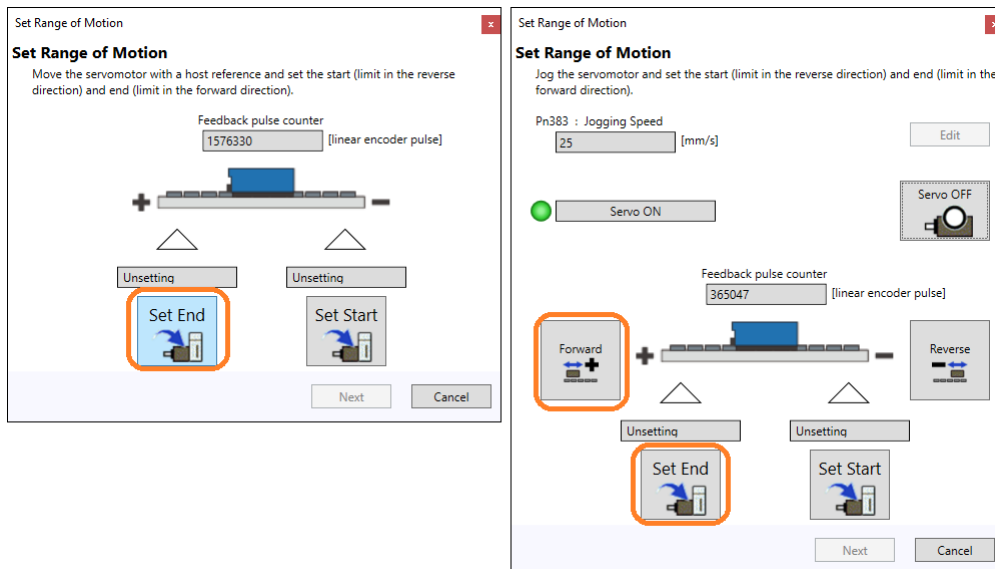 Set Range of Motion
x
Set Range of Motion
Move the servomotor with a host reference and set the start (limit in the reverse
direction) and end (limit in the forward direction).
Feedback pulse counter
1576330 [linear encoder pulse]
+ −
Unsetting Unsetting
Set End Set Start
Next Cancel
Set Range of Motion
x
Set Range of Motion
Jog the servomotor and set the start (limit in the reverse direction) and end (limit in the
forward direction).
Pn383 : Jogging Speed
25 [mm/s] Edit
Servo ON Servo OFF
Feedback pulse counter
365047 [linear encoder pulse]
Forward + − Reverse
Unsetting Unsetting
Set End Set Start
Next Cancel